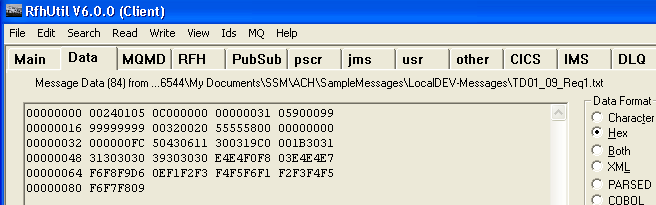 RfhUtil V6.0.0 (Client)
File Edit Search Read Write View Ids MQ Help
Main Data MQMD RFH PubSub pscr jms usr other CICS IMS DLQ
Message Data (84) from ...6544\My Documents\SSM\ACH\SampleMessages\LocalDEV-Messages\TD01_09_Req1.txt
Data Format
00000000 00240105 0C000000 00000031 05900099
00000016 99999999 00320020 55555800 00000000
00000032 000000FC 50430611 300319C0 001B3031
00000048 31303030 39303030 E4E4F0F8 03E4E4E7
00000064 F6F8F9D6 0EF1F2F3 F4F5F6F1 F2F3F4F5
00000080 F6F7F809
Character
Hex
Both
XML
PARSED
COBOL